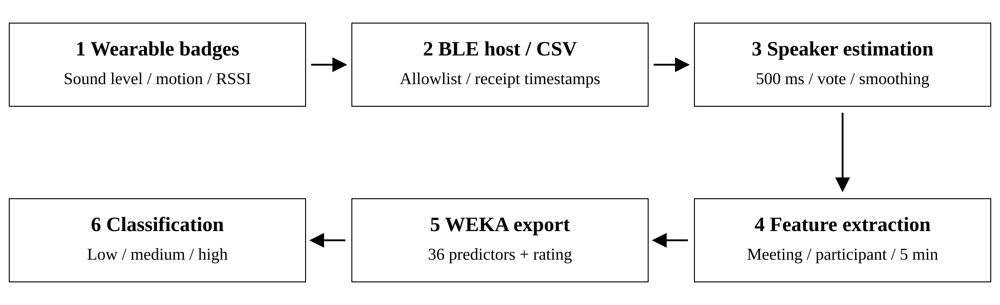 1 Wearable badges
Sound level / motion / RSSI
2 BLE host / CSV
Allowlist / receipt timestamps
3 Speaker estimation
500 ms / vote / smoothing
4 Feature extraction
Meeting / participant / 5 min
5 WEKA export
36 predictors + rating
6 Classification
Low / medium / high